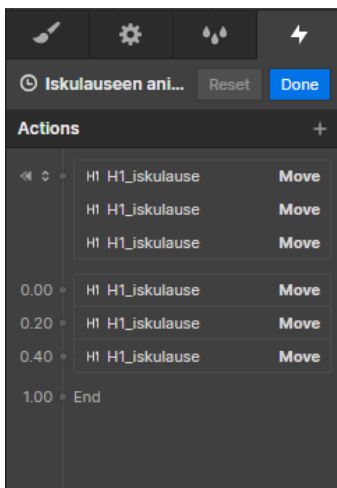 Iskulauseen ani... Reset Done
Actions +
H1 H1_iskulause Move
H1 H1_iskulause Move
H1 H1_iskulause Move
0.00 H1 H1_iskulause Move
0.20 H1 H1_iskulause Move
0.40 H1 H1_iskulause Move
1.00 End